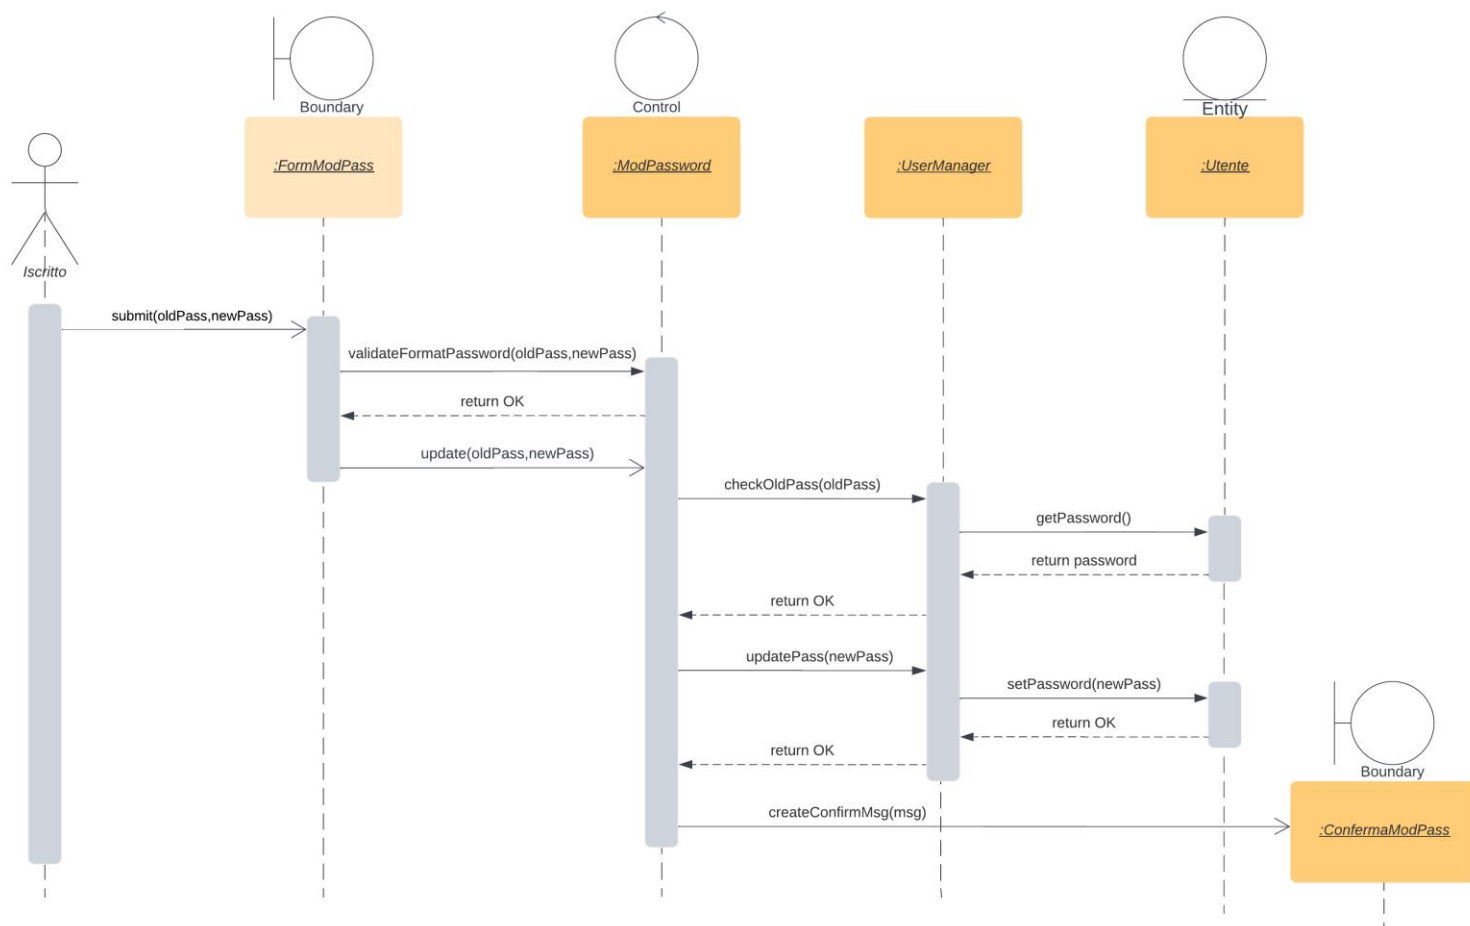 Boundary
Control
Entity
:FormModPass
:ModPassword
:UserManager
:Utente
Iscritto
submit(oldPass,newPass)
validateFormatPassword(oldPass,newPass)
return OK
update(oldPass,newPass)
checkOldPass(oldPass)
getPassword()
return password
return OK
updatePass(newPass)
setPassword(newPass)
return OK
return OK
Boundary
createConfirmMsg(msg)
:ConfermaModPass